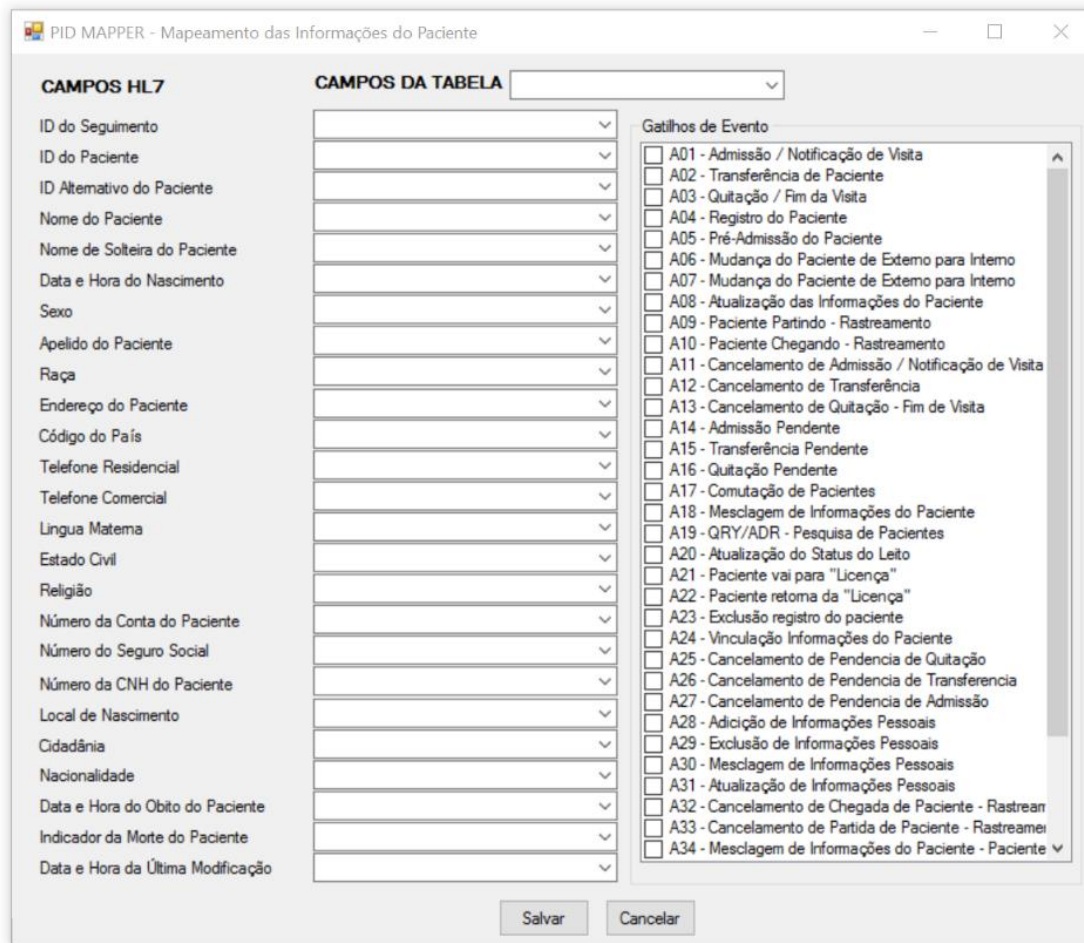 PID MAPPER - Mapeamento das Informações do Paciente
CAMPOS HL7
CAMPOS DA TABELA
ID do Seguimento
ID do Paciente
ID Alternativo do Paciente
Nome do Paciente
Nome de Solteira do Paciente
Data e Hora do Nascimento
Sexo
Apelido do Paciente
Raça
Endereço do Paciente
Código do País
Telefone Residencial
Telefone Comercial
Lingua Materna
Estado Civil
Religião
Número da Conta do Paciente
Número do Seguro Social
Número da CNH do Paciente
Local de Nascimento
Cidadânia
Nacionalidade
Data e Hora do Obito do Paciente
Indicador da Morte do Paciente
Data e Hora da Última Modificação
Gatilhos de Evento
A01 - Admissão / Notificação de Visita
A02 - Transferência de Paciente
A03 - Quitação / Fim da Visita
A04 - Registro do Paciente
A05 - Pré-Admissão do Paciente
A06 - Mudança do Paciente de Externo para Interno
A07 - Mudança do Paciente de Externo para Interno
A08 - Atualização das Informações do Paciente
A09 - Paciente Partindo - Rastreamento
A10 - Paciente Chegando - Rastreamento
A11 - Cancelamento de Admissão / Notificação de Visita
A12 - Cancelamento de Transferência
A13 - Cancelamento de Quitação - Fim de Visita
A14 - Admissão Pendente
A15 - Transferência Pendente
A16 - Quitação Pendente
A17 - Comutação de Pacientes
A18 - Mesclagem de Informações do Paciente
A19 - QRY/ADR - Pesquisa de Pacientes
A20 - Atualização do Status do Leito
A21 - Paciente vai para "Licença"
A22 - Paciente retorna da "Licença"
A23 - Exclusão registro do paciente
A24 - Vinculação Informações do Paciente
A25 - Cancelamento de Pendencia de Quitação
A26 - Cancelamento de Pendencia de Transferencia
A27 - Cancelamento de Pendencia de Admissão
A28 - Adicição de Informações Pessoais
A29 - Exclusão de Informações Pessoais
A30 - Mesclagem de Informações Pessoais
A31 - Atualização de Informações Pessoais
A32 - Cancelamento de Chegada de Paciente - Rastream
A33 - Cancelamento de Partida de Paciente - Rastreamen
A34 - Mesclagem de Informações do Paciente - Paciente
Salvar
Cancelar